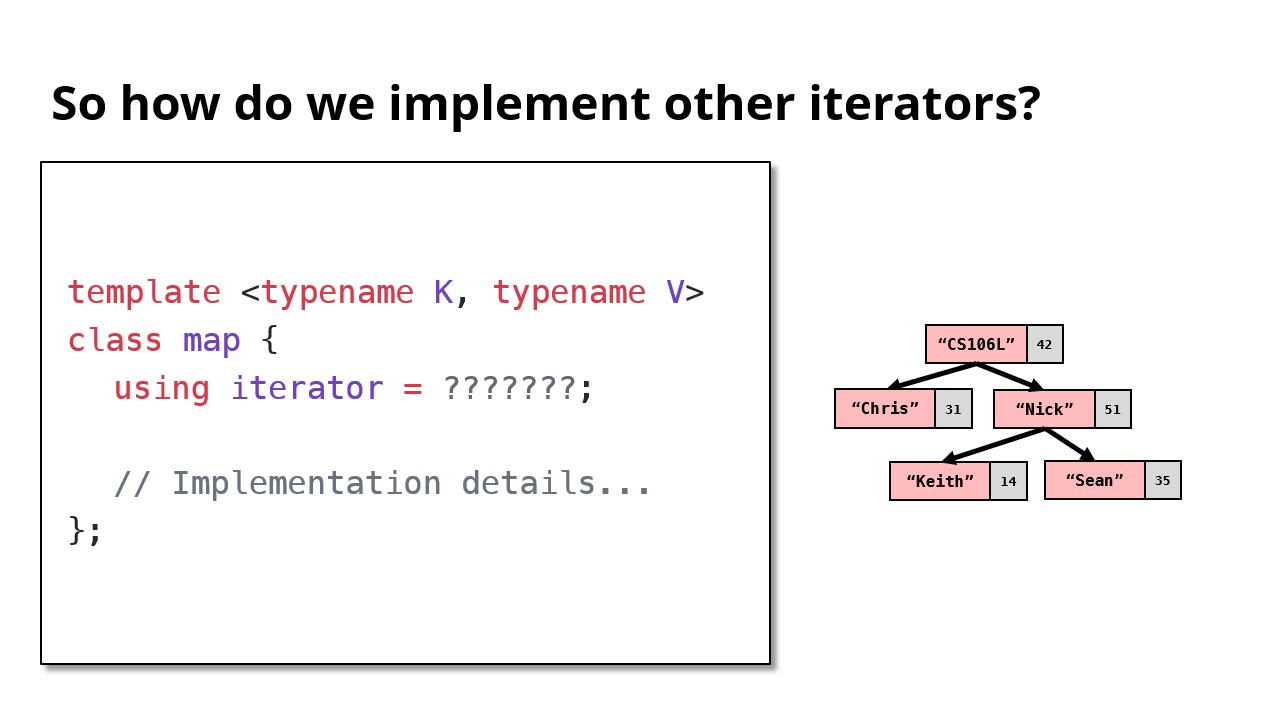 So how do we implement other iterators?
template <typename K, typename V>
class map {
using iterator = ???????;
// Implementation details...
};
“CS106L” 42
“Chris” 31
“Nick” 51
“Keith” 14
“Sean” 35